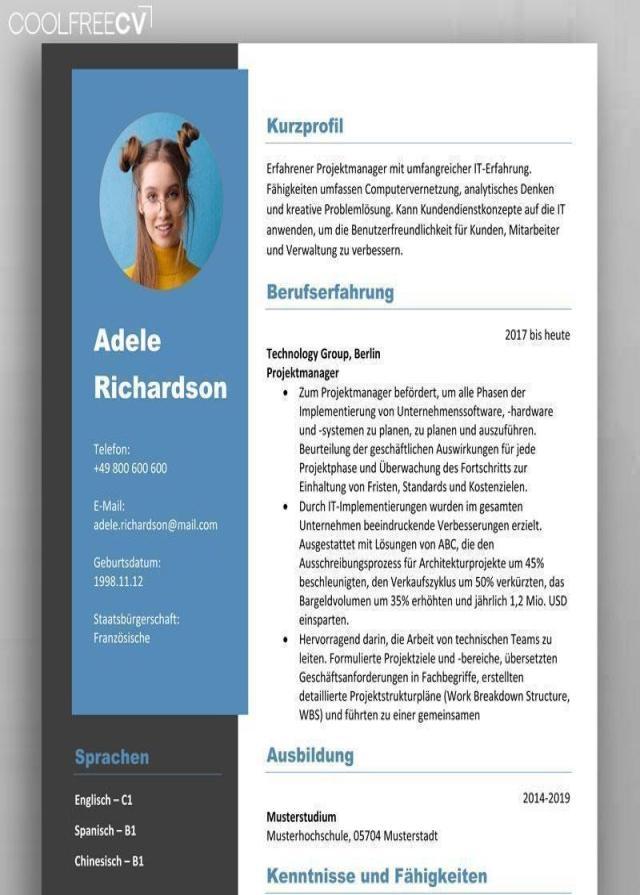 COOLFREECV
Adele
Richardson
Telefon:
+49 800 600 600
E-Mail:
adele.richardson@mail.com
Geburtsdatum:
1998.11.12
Staatsbürgerschaft:
Französische
Sprachen
Englisch – C1
Spanisch – B1
Chinesisch – B1
Kurzprofil
Erfahrener Projektmanager mit umfangreicher IT-Erfahrung.
Fähigkeiten umfassen Computervernetzung, analytisches Denken
und kreative Problemlösung. Kann Kundendienstkonzepte auf die IT
anwenden, um die Benutzerfreundlichkeit für Kunden, Mitarbeiter
und Verwaltung zu verbessern.
Berufserfahrung
2017 bis heute
Technology Group, Berlin
Projektmanager
• Zum Projektmanager befördert, um alle Phasen der
Implementierung von Unternehmenssoftware, -hardware
und -systemen zu planen, zu planen und auszuführen.
Beurteilung der geschäftlichen Auswirkungen für jede
Projektphase und Überwachung des Fortschritts zur
Einhaltung von Fristen, Standards und Kostenzielen.
• Durch IT-Implementierungen wurden im gesamten
Unternehmen beeindruckende Verbesserungen erzielt.
Ausgestattet mit Lösungen von ABC, die den
Ausschreibungsprozess für Architekturprojekte um 45%
beschleunigten, den Verkaufszyklus um 50% verkürzten, das
Bargeldvolumen um 35% erhöhten und jährlich 1,2 Mio. USD
einsparten.
• Hervorragend darin, die Arbeit von technischen Teams zu
leiten. Formulierte Projektziele und -bereiche, übersetzten
Geschäftsanforderungen in Fachbegriffe, erstellten
detaillierte Projektstrukturpläne (Work Breakdown Structure,
WBS) und führten zu einer gemeinsamen
Ausbildung
2014-2019
Musterstudium
Musterhochschule, 05704 Musterstadt
Kenntnisse und Fähigkeiten